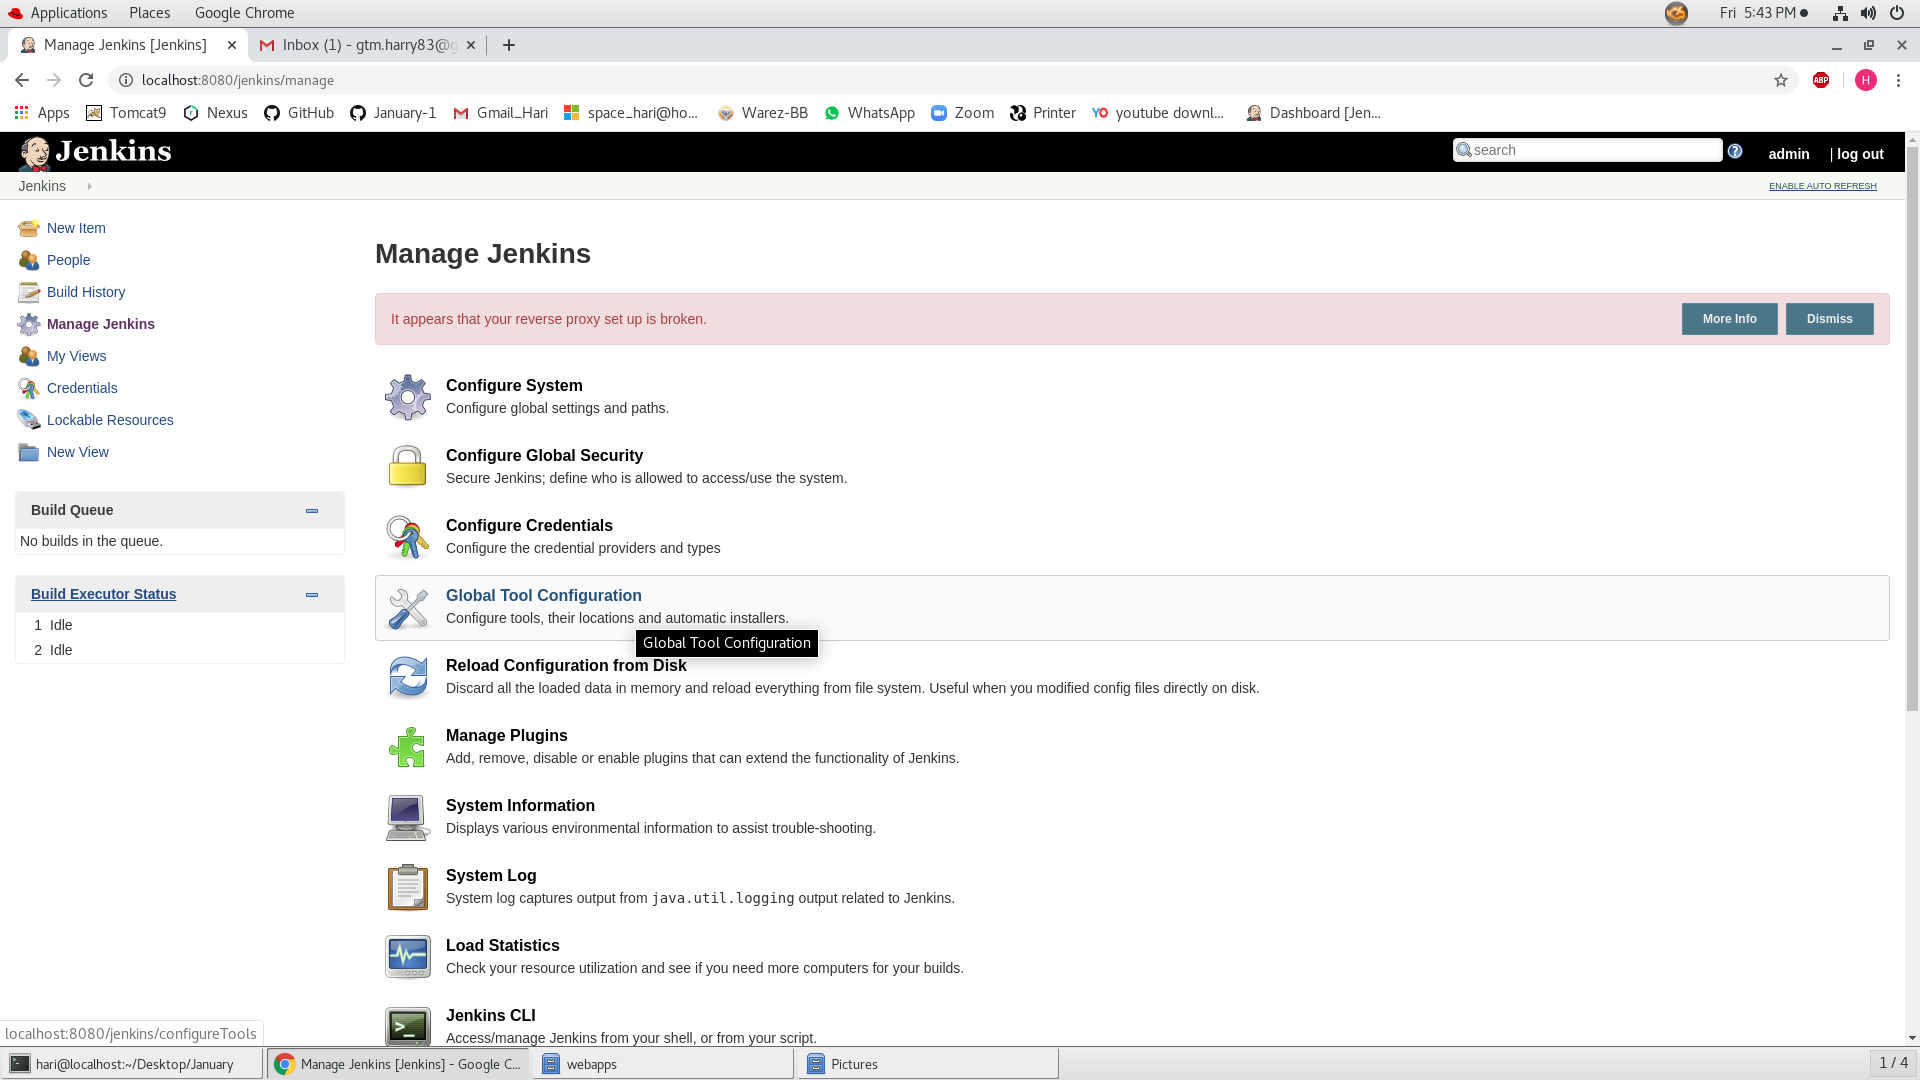 Applications Places Google Chrome Fri 5:43 PM
Manage Jenkins [Jenkins] Inbox (1) - gtm.harry83@g
localhost:8080/jenkins/manage ABP H
Apps Tomcat9 Nexus GitHub January-1 Gmail_Hari space_hari@ho... Warez-BB WhatsApp Zoom Printer YO youtube downl... Dashboard [Jen...
Jenkins search ? admin | log out
Jenkins ENABLE AUTO REFRESH
New Item
People
Build History
Manage Jenkins
My Views
Credentials
Lockable Resources
New View
Build Queue
No builds in the queue.
Build Executor Status
1 Idle
2 Idle
Manage Jenkins
It appears that your reverse proxy set up is broken. More Info Dismiss
Configure System
Configure global settings and paths.
Configure Global Security
Secure Jenkins; define who is allowed to access/use the system.
Configure Credentials
Configure the credential providers and types
Global Tool Configuration
Configure tools, their locations and automatic installers.
Global Tool Configuration
Reload Configuration from Disk
Discard all the loaded data in memory and reload everything from file system. Useful when you modified config files directly on disk.
Manage Plugins
Add, remove, disable or enable plugins that can extend the functionality of Jenkins.
System Information
Displays various environmental information to assist trouble-shooting.
System Log
System log captures output from java.util.logging output related to Jenkins.
Load Statistics
Check your resource utilization and see if you need more computers for your builds.
Jenkins CLI
Access/manage Jenkins from your shell, or from your script.
localhost:8080/jenkins/configureTools
hari@localhost:~/Desktop/January Manage Jenkins [Jenkins] - Google C... webapps Pictures 1 / 4